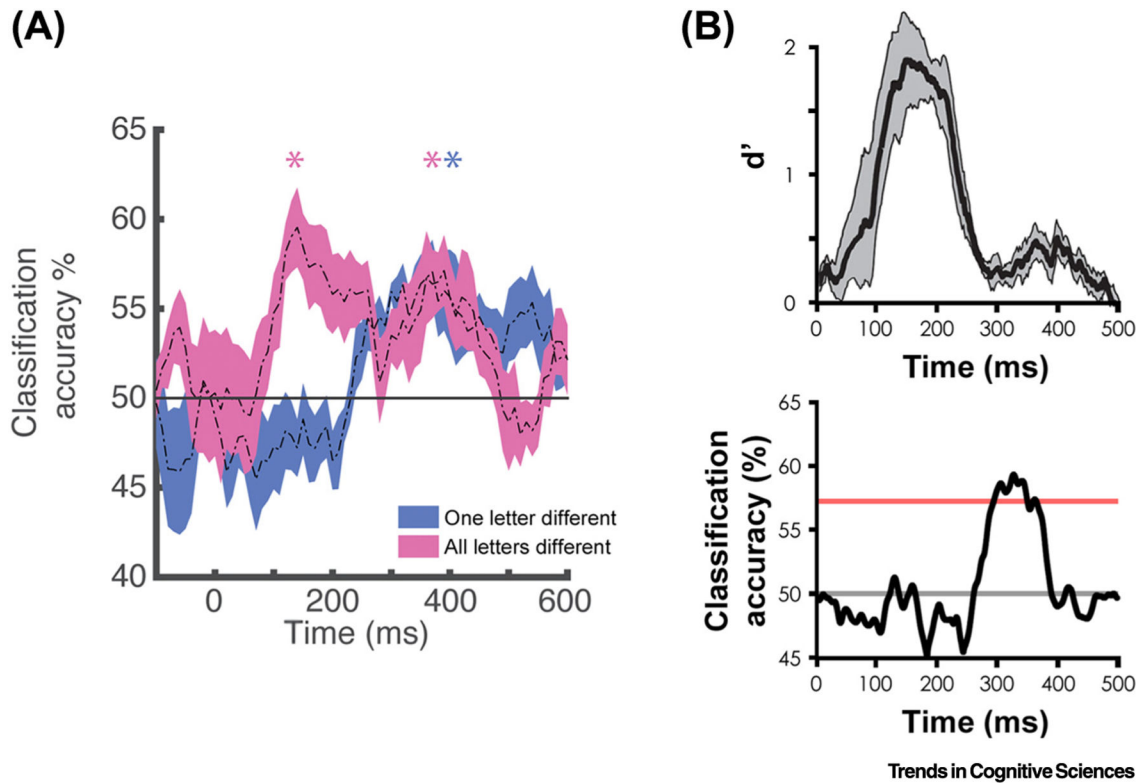 (A)
65
60
55
50
45
40
Classification
accuracy %
* * *
One letter different
All letters different
0 200 400 600
Time (ms)
(B)
2
1
0
d'
0 100 200 300 400 500
Time (ms)
65
60
55
50
45
Classification
accuracy (%)
0 100 200 300 400 500
Time (ms)
Trends in Cognitive Sciences